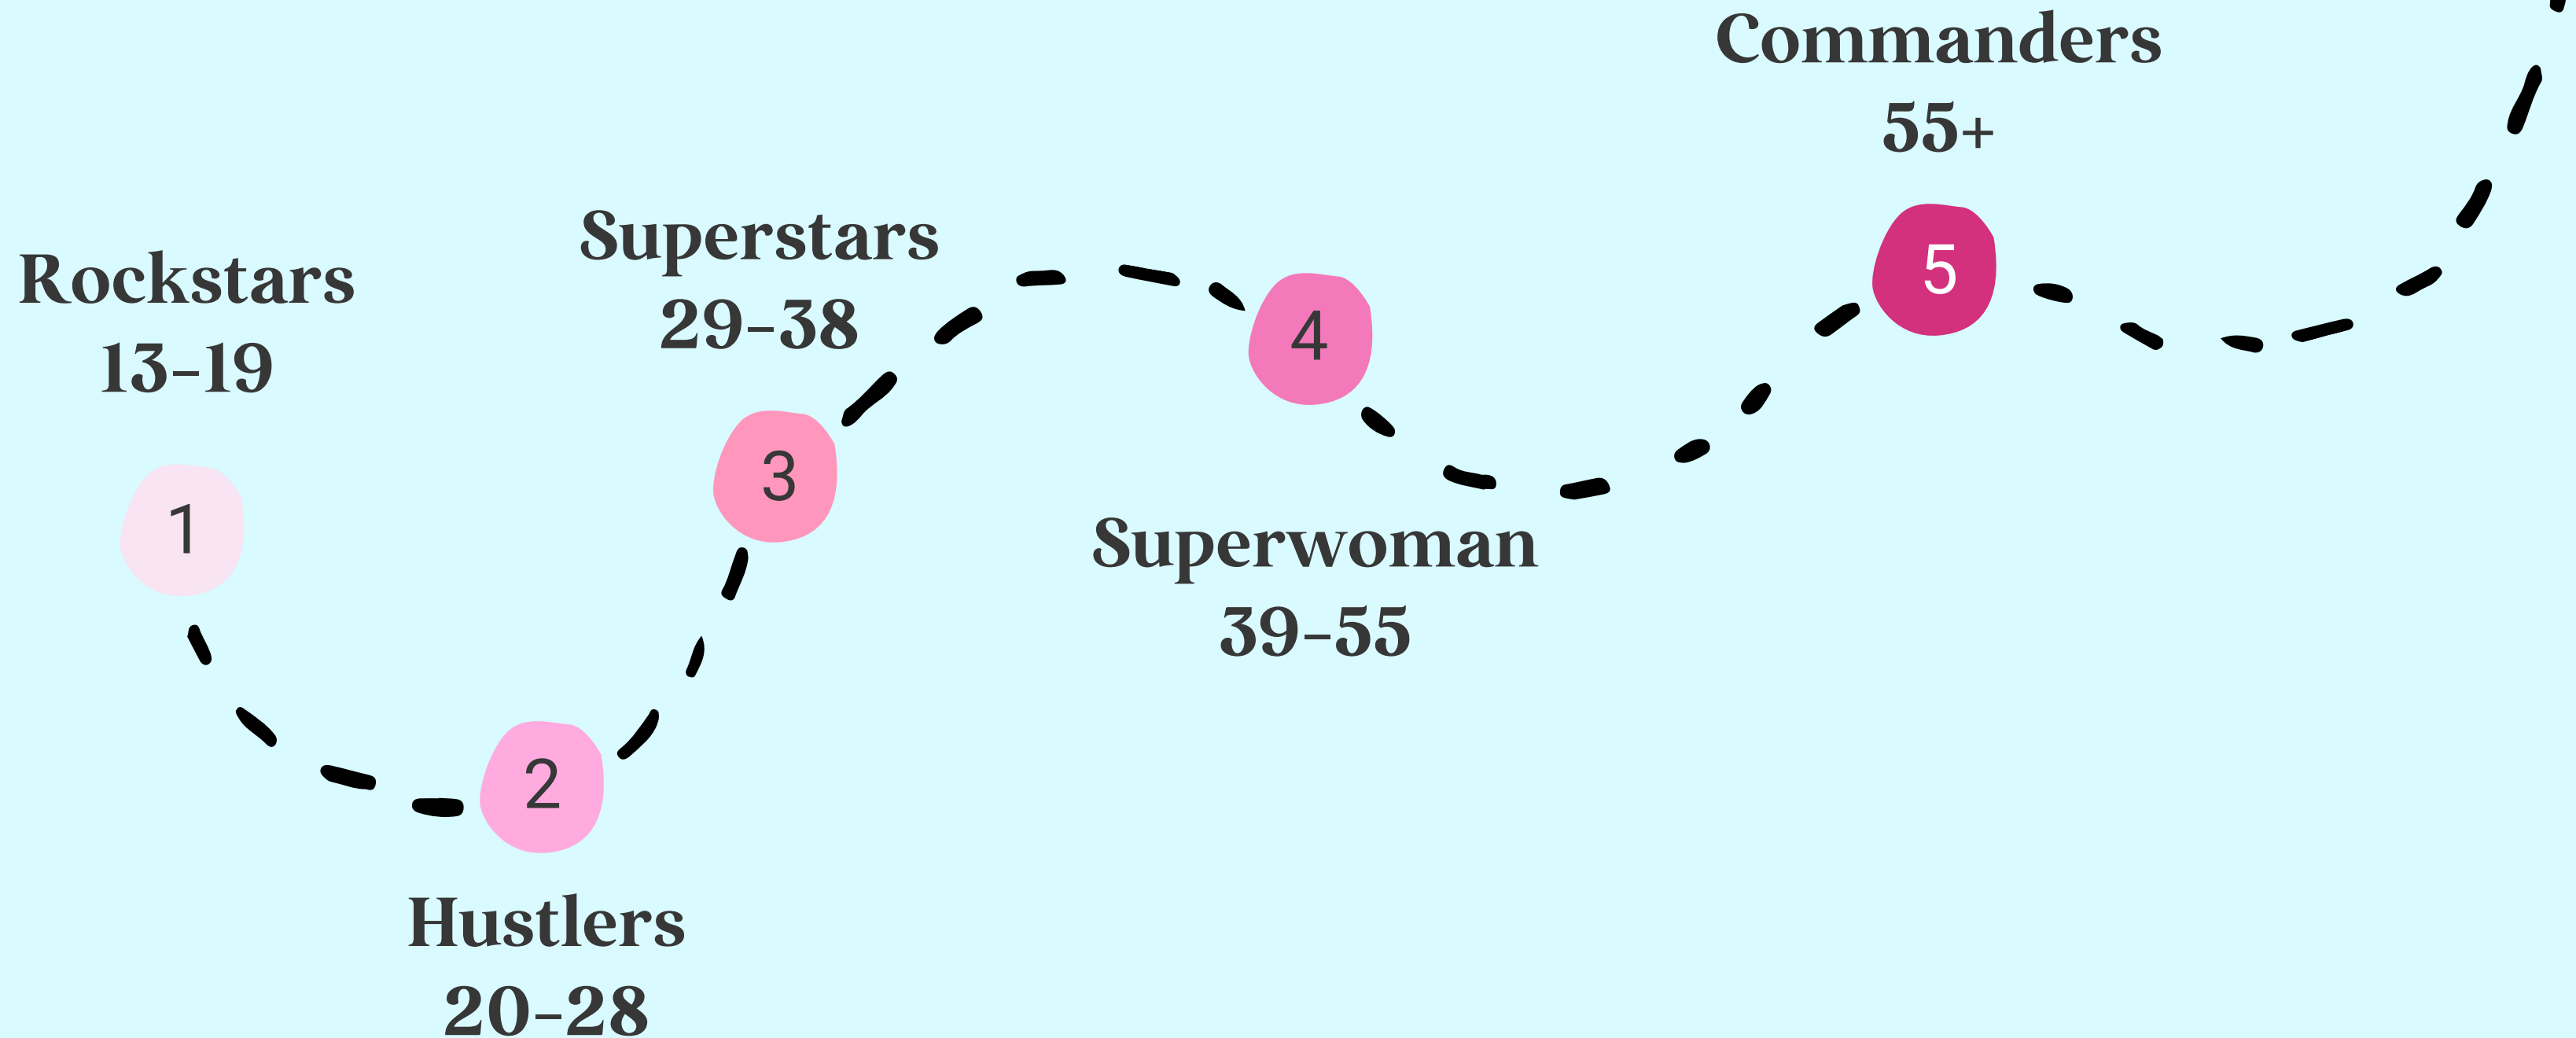 Rockstars
13-19
1
2
Hustlers
20-28
Superstars
29-38
3
4
Superwoman
39-55
Commanders
55+
5